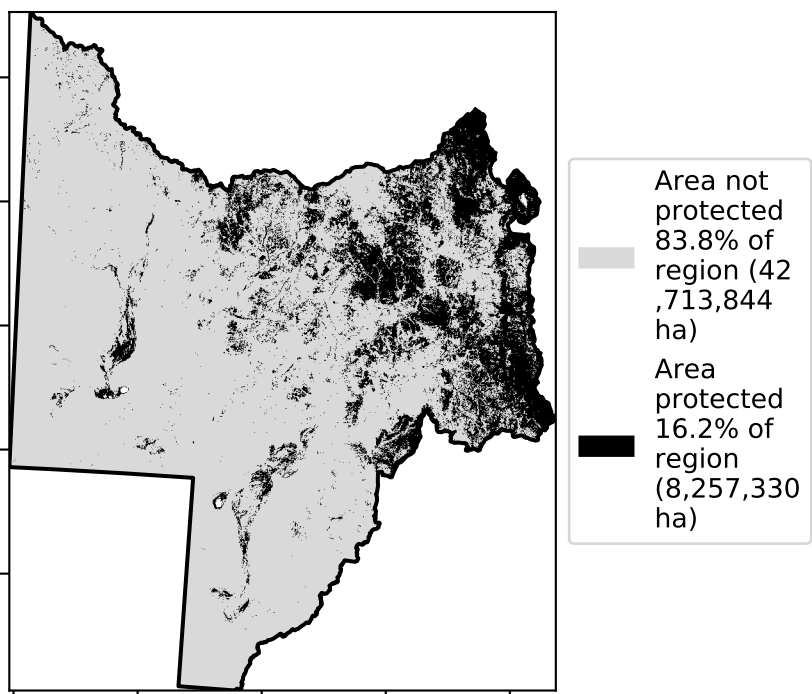 Area not
protected
83.8% of
region (42
,713,844
ha)
Area
protected
16.2% of
region
(8,257,330
ha)